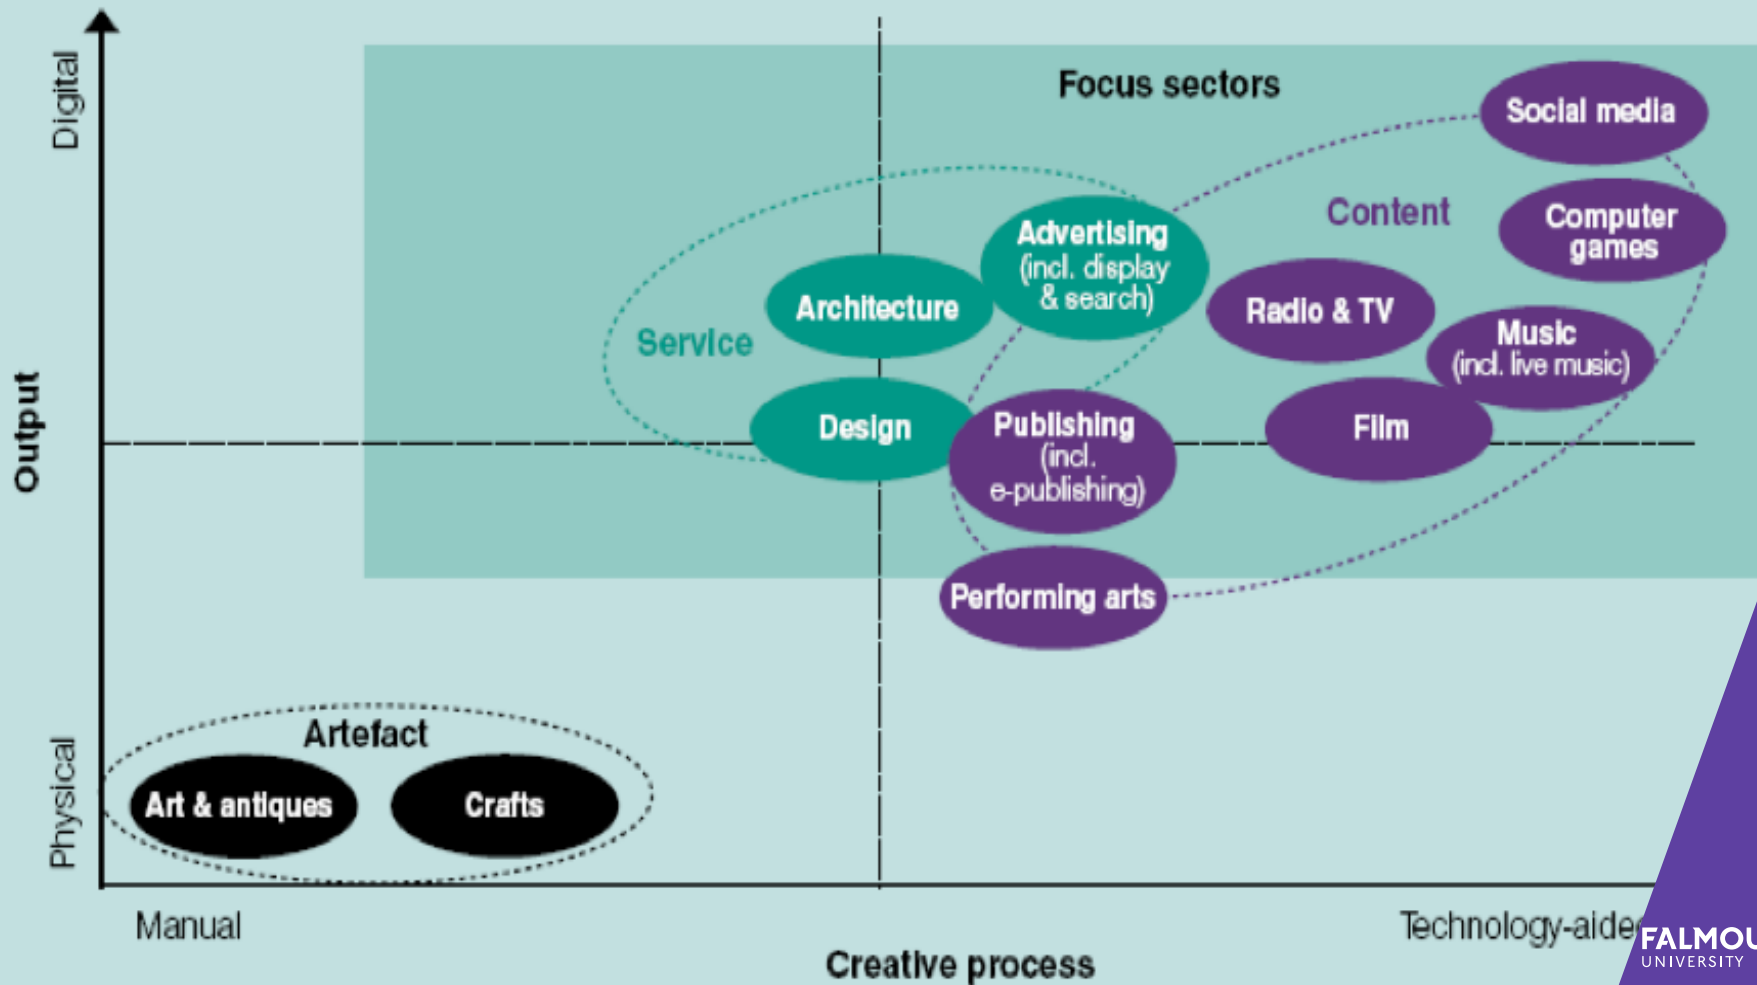 Digital
Focus sectors
Social media
Content
Computer
games
Advertising
(incl. display
& search)
Architecture
Radio & TV
Service
Music
(incl. live music)
Design
Publishing
(incl.
e-publishing)
Film
Output
Performing arts
Artefact
Art & antiques
Crafts
Physical
Manual
Technology-aide
Creative process
FALMOU
UNIVERSITY